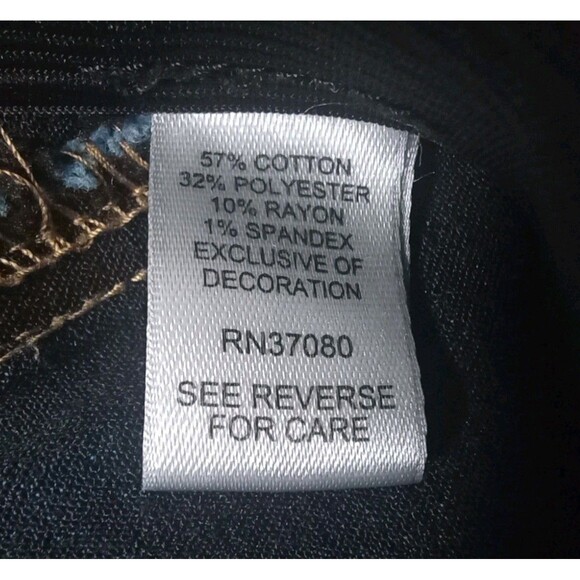 57% COTTON
32% POLYESTER
10% RAYON
1% SPANDEX
EXCLUSIVE OF
DECORATION
RN37080
SEE REVERSE
FOR CARE